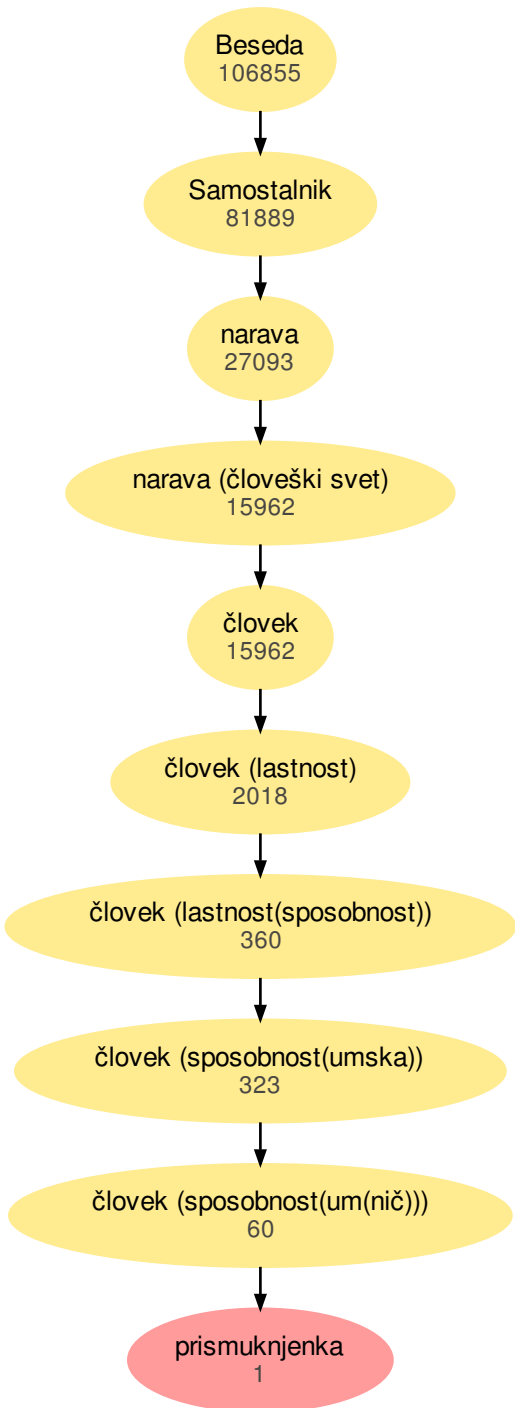 Beseda
106855
Samostalnik
81889
narava
27093
narava (človeški svet)
15962
človek
15962
človek (lastnost)
2018
človek (lastnost(sposobnost))
360
človek (sposobnost(umska))
323
človek (sposobnost(um(nič)))
60
prismuknjenka
1